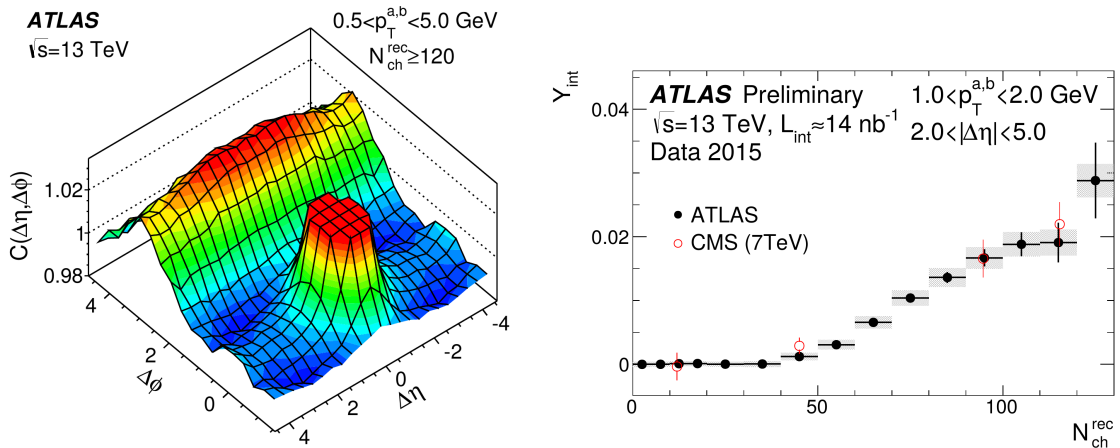 ATLAS
√s=13 TeV
0.5<p_T^{a,b}<5.0 GeV
N_ch^rec≥120
C(Δη,Δϕ)
1.02
1
0.98
4
2
0
Δϕ
4
2
0
-2
-4
Δη
Y_int
0.04
0.02
0
ATLAS Preliminary
√s=13 TeV, L_int≈14 nb⁻¹
Data 2015
1.0<p_T^{a,b}<2.0 GeV
2.0<|Δη|<5.0
ATLAS
CMS (7TeV)
0
50
100
N_ch^rec